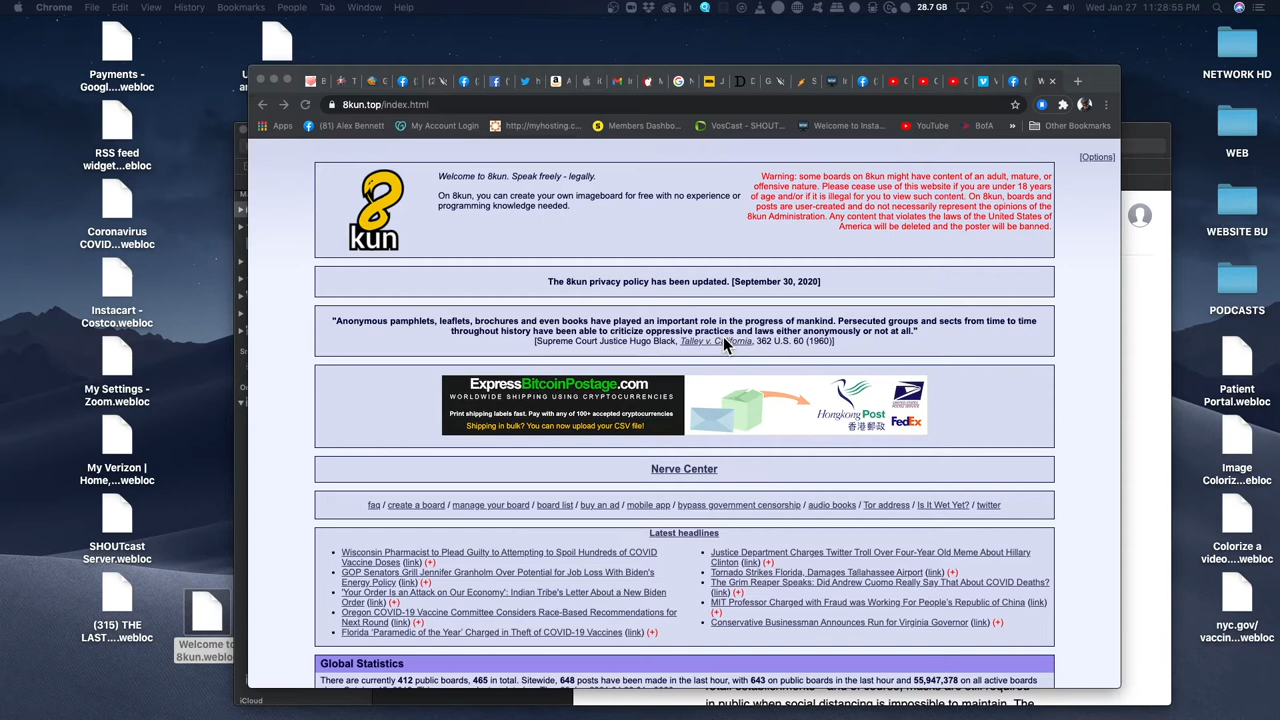 Chrome File Edit View History Bookmarks People Tab Window Help
28.7 GB Wed Jan 27 11:28:55 PM
Payments -
Googl....webloc
RSS feed
widget...ebloc
Coronavirus
COVID...webloc
Instacart -
Costco.webloc
My Settings -
Zoom.webloc
My Verizon |
Home,...webloc
SHOUTcast
Server.webloc
(315) THE
LAST....webloc
Welcome to
8kun.weblo
8kun.top/index.html
Apps (81) Alex Bennett My Account Login http://myhosting.c... Members Dashbo... VosCast - SHOUT... Welcome to Insta... YouTube BofA » Other Bookmarks
[Options]
8
kun
Welcome to 8kun. Speak freely - legally.
On 8kun, you can create your own imageboard for free with no experience or
programming knowledge needed.
Warning: some boards on 8kun might have content of an adult, mature, or
offensive nature. Please cease use of this website if you are under 18 years
of age and/or if it is illegal for you to view such content. On 8kun, boards and
posts are user-created and do not necessarily represent the opinions of the
8kun Administration. Any content that violates the laws of the United States of
America will be deleted and the poster will be banned.
The 8kun privacy policy has been updated. [September 30, 2020]
"Anonymous pamphlets, leaflets, brochures and even books have played an important role in the progress of mankind. Persecuted groups and sects from time to time
throughout history have been able to criticize oppressive practices and laws either anonymously or not at all."
[Supreme Court Justice Hugo Black, Talley v. California, 362 U.S. 60 (1960)]
ExpressBitcoinPostage.com
WORLDWIDE SHIPPING USING CRYPTOCURRENCIES
Print shipping labels fast. Pay with any of 100+ accepted cryptocurrencies
Shipping in bulk? You can now upload your CSV file!
Hongkong Post
香港郵政
FedEx
Nerve Center
faq / create a board / manage your board / board list / buy an ad / mobile app / bypass government censorship / audio books / Tor address / Is It Wet Yet? / twitter
Latest headlines
Wisconsin Pharmacist to Plead Guilty to Attempting to Spoil Hundreds of COVID
Vaccine Doses (link) (+)
GOP Senators Grill Jennifer Granholm Over Potential for Job Loss With Biden's
Energy Policy (link) (+)
'Your Order Is an Attack on Our Economy': Indian Tribe's Letter About a New Biden
Order (link) (+)
Oregon COVID-19 Vaccine Committee Considers Race-Based Recommendations for
Next Round (link) (+)
Florida 'Paramedic of the Year' Charged in Theft of COVID-19 Vaccines (link) (+)
Justice Department Charges Twitter Troll Over Four-Year Old Meme About Hillary
Clinton (link) (+)
Tornado Strikes Florida, Damages Tallahassee Airport (link) (+)
The Grim Reaper Speaks: Did Andrew Cuomo Really Say That About COVID Deaths?
(link) (+)
MIT Professor Charged with Fraud was Working For People's Republic of China (link)
(+)
Conservative Businessman Announces Run for Virginia Governor (link) (+)
Global Statistics
There are currently 412 public boards, 465 in total. Sitewide, 648 posts have been made in the last hour, with 643 on public boards in the last hour and 55,947,378 on all active
boards
iCloud
in public when social distancing is impossible to maintain. The
NETWORK HD
WEB
WEBSITE BU
PODCASTS
Patient
Portal.webloc
Image
Coloriz...ebloc
Colorize a
video.webloc
nyc.gov/
vaccin...webloc